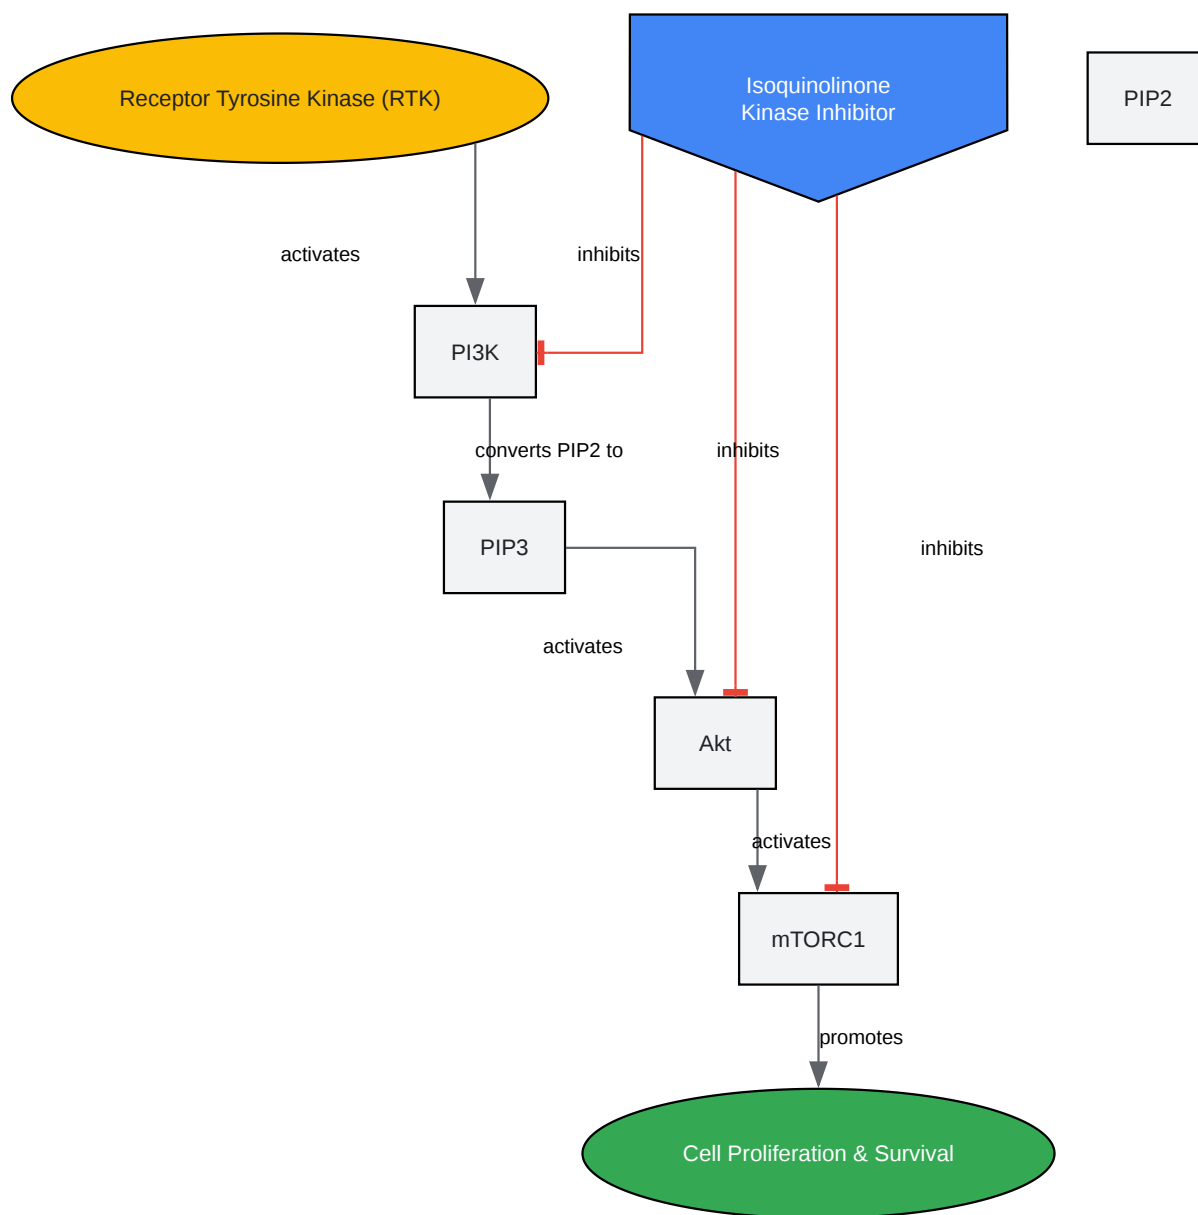 Receptor Tyrosine Kinase (RTK)
Isoquinolinone
Kinase Inhibitor
PIP2
activates
inhibits
PI3K
converts PIP2 to
inhibits
PIP3
inhibits
activates
Akt
activates
mTORC1
promotes
Cell Proliferation & Survival